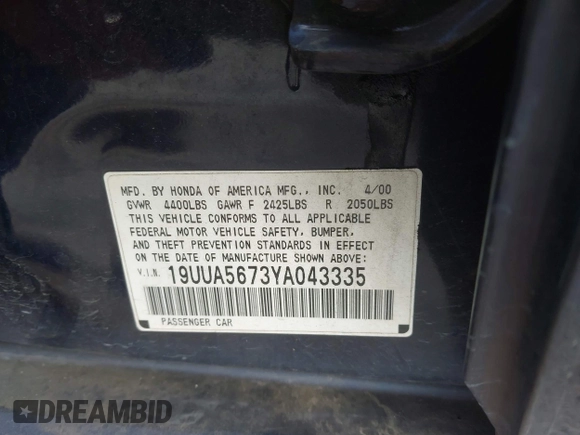 MFD. BY HONDA OF AMERICA MFG., INC. 4/00
GVWR 4400LBS GAWR F 2425LBS R 2050LBS
THIS VEHICLE CONFORMS TO ALL APPLICABLE
FEDERAL MOTOR VEHICLE SAFETY, BUMPER,
AND THEFT PREVENTION STANDARDS IN EFFECT
ON THE DATE OF MANUFACTURE SHOWN ABOVE:
V.I.N. 19UUA5673YA043335
PASSENGER CAR
DREAMBID